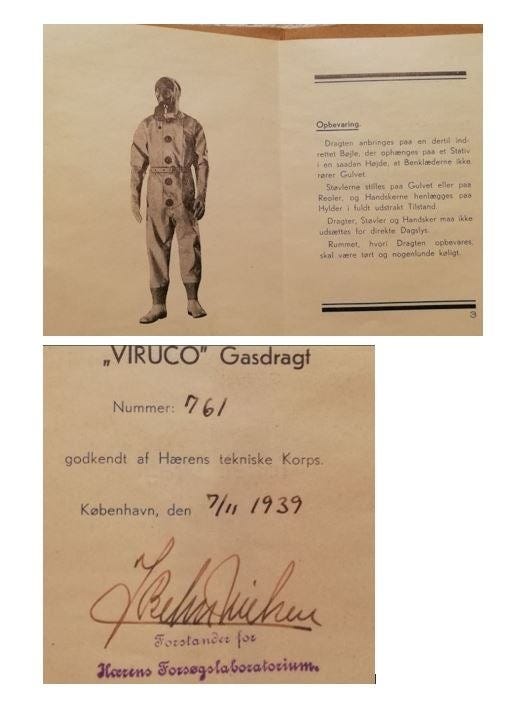 Opbevaring.
Dragten anbringes paa en dertil ind-
rettet Bøjle, der ophænges paa et Stativ
i en saadan Højde, at Benklæderne ikke
rører Gulvet.
Støvlerne stilles paa Gulvet eller paa
Reoler, og Handskerne henlægges paa
Hylder i fuldt udstrakt Tilstand.
Dragter, Støvler og Handsker maa ikke
udsættes for direkte Dagslys.
Rummet, hvori Dragten opbevares,
skal være tørt og nogenlunde køligt.
3
„VIRUCO" Gasdragt
Nummer: 761
godkendt af Hærens tekniske Korps.
København, den 7/11 1939
Forstander for
Hærens Forsøgslaboratorium.